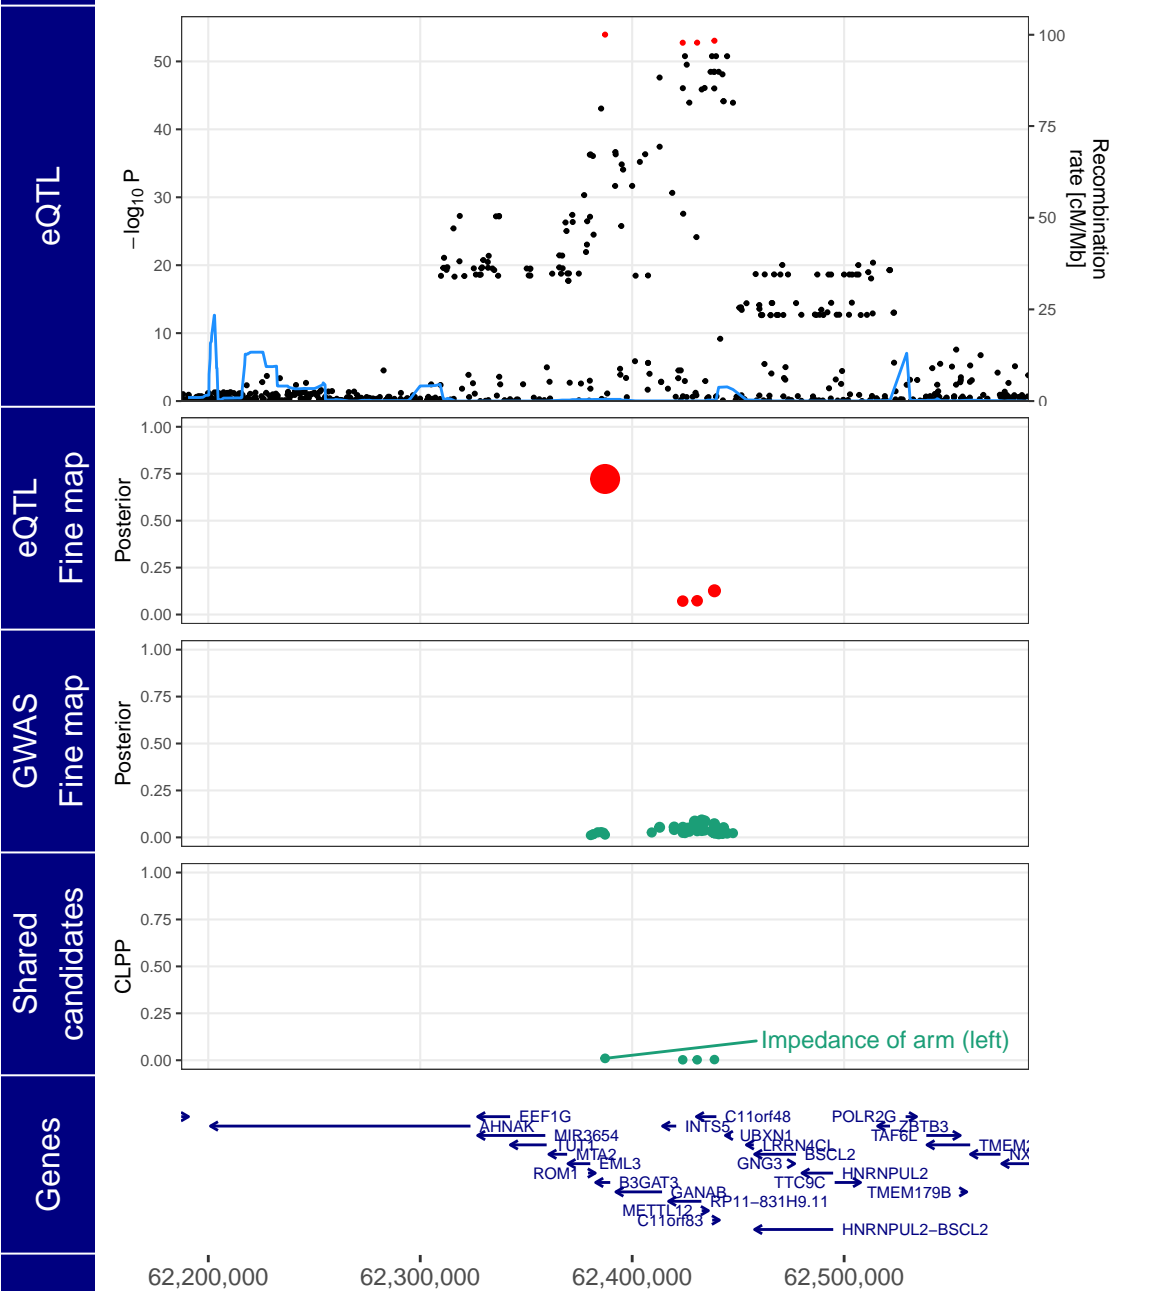 eQTL
50
40
30
20
10
0
−log10 P
100
75
50
25
0
Recombination
rate [cM/Mb]
eQTL
Fine map
1.00
0.75
0.50
0.25
0.00
Posterior
GWAS
Fine map
1.00
0.75
0.50
0.25
0.00
Posterior
Shared
candidates
1.00
0.75
0.50
0.25
0.00
CLPP
Impedance of arm (left)
Genes
EEF1G
C11orf48
POLR2G
AHNAK
INTS5
ZBTB3
MIR3654
UBXN1
TAF6L
TUT1
LRRN4CL
MTA2
BSCL2
EML3
GNG3
ROM1
HNRNPUL2
B3GAT3
TTC9C
GANAB
TMEM179B
RP11−831H9.11
METTL12
C11orf83
HNRNPUL2−BSCL2
62,200,000
62,300,000
62,400,000
62,500,000